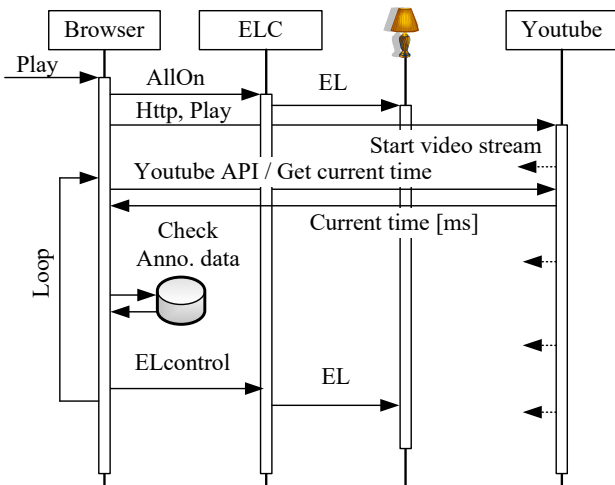 Browser
ELC
Youtube
Play
AllOn
EL
Http, Play
Start video stream
Youtube API / Get current time
Current time [ms]
Check
Anno. data
Loop
ELcontrol
EL